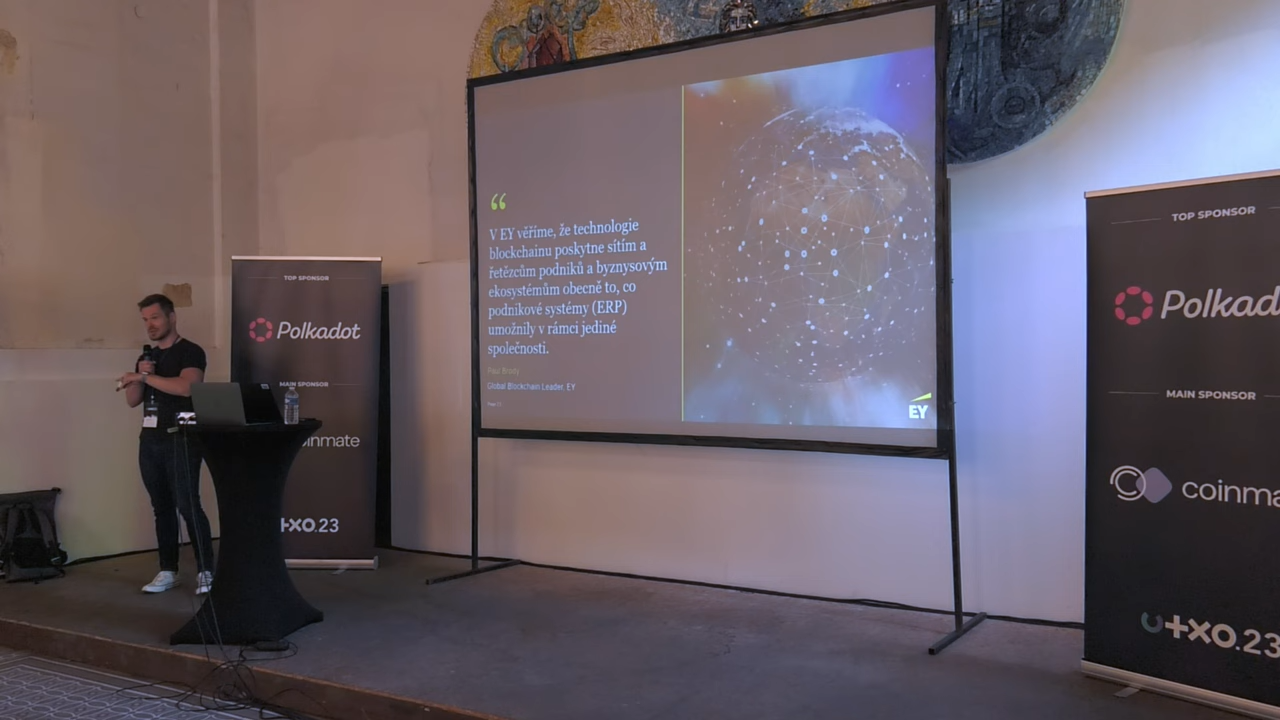 TOP SPONSOR
Polkadot
MAIN SPONSOR
inmate
+XO.23
“
V EY věříme, že technologie
blockchainu poskytne sítím a
řetězcům podniků a byznysovým
ekosystémům obecně to, co
podnikové systémy (ERP)
umožnily v rámci jediné
společnosti.
Paul Brody
Global Blockchain Leader, EY
EY
TOP SPONSOR
Polkad
MAIN SPONSOR
coinma
u+XO.23